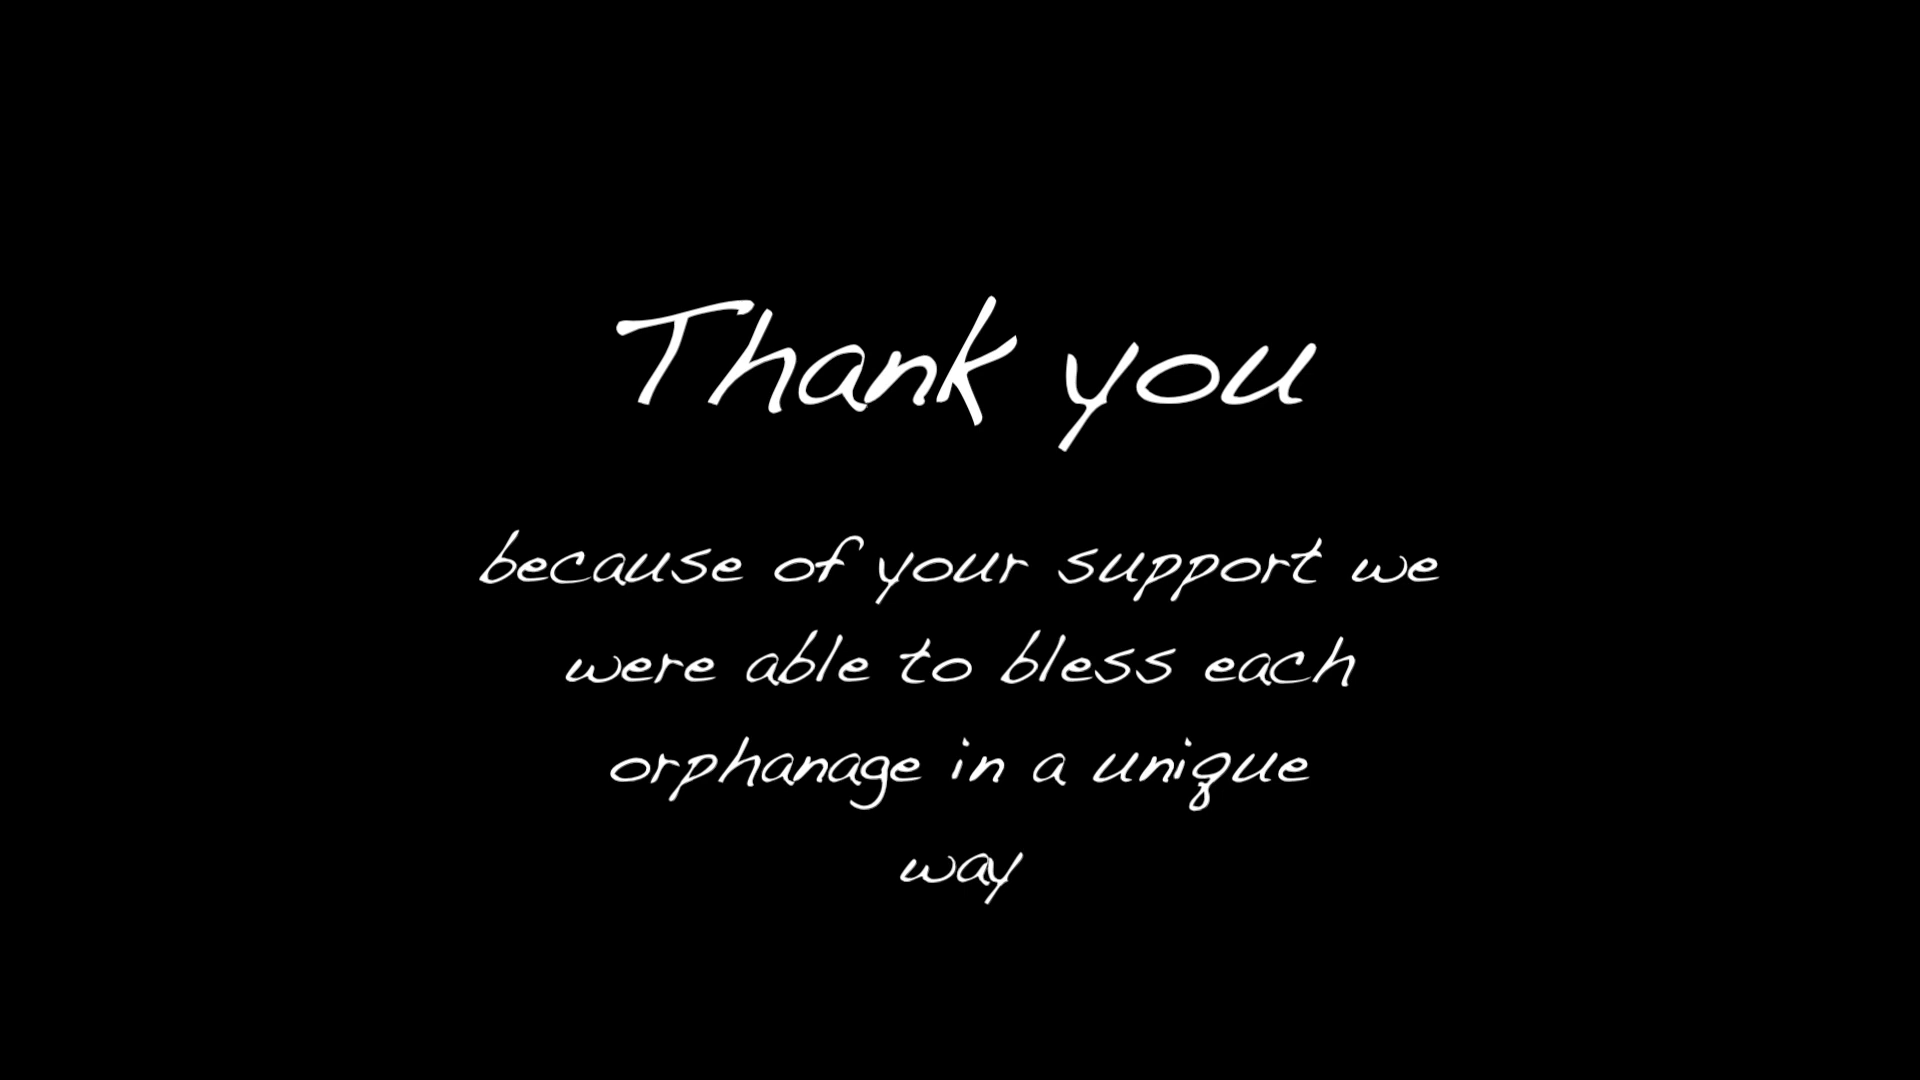 Thank you
because of your support we
were able to bless each
orphanage in a unique
way